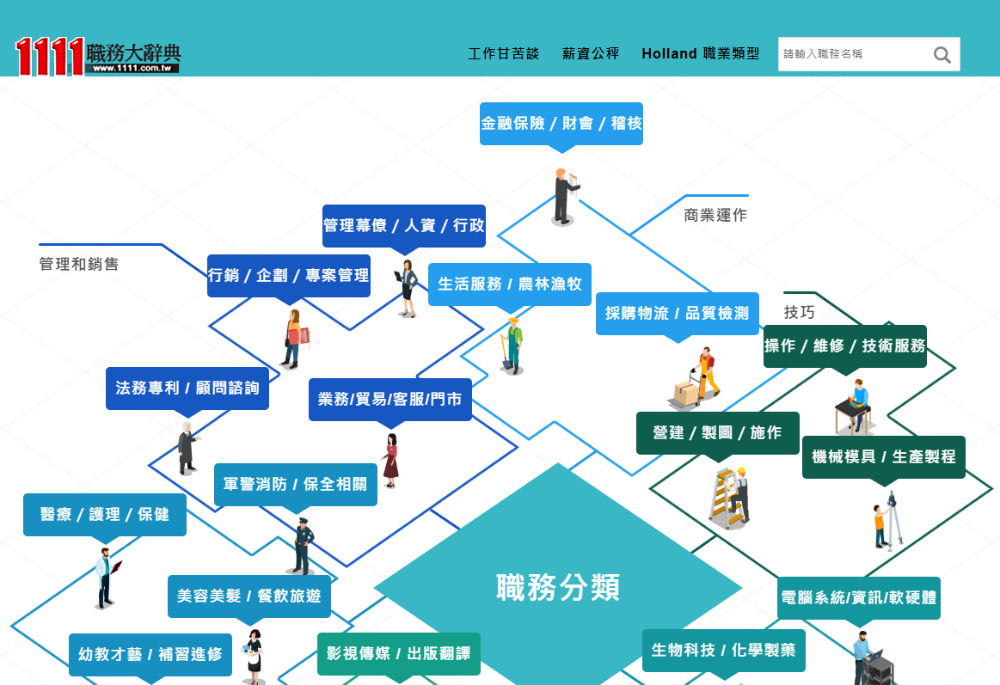 1111 職務大辭典
www.1111.com.tw
工作甘苦談
薪資公秤
Holland 職業類型
請輸入職務名稱
金融保險 / 財會 / 稽核
商業運作
管理幕僚 / 人資 / 行政
管理和銷售
行銷 / 企劃 / 專案管理
生活服務 / 農林漁牧
採購物流 / 品質檢測
技巧
操作 / 維修 / 技術服務
法務專利 / 顧問諮詢
業務/貿易/客服/門市
營建 / 製圖 / 施作
機械模具 / 生產製程
軍警消防 / 保全相關
醫療 / 護理 / 保健
職務分類
美容美髮 / 餐飲旅遊
電腦系統/資訊/軟硬體
幼教才藝 / 補習進修
影視傳媒 / 出版翻譯
生物科技 / 化學製藥